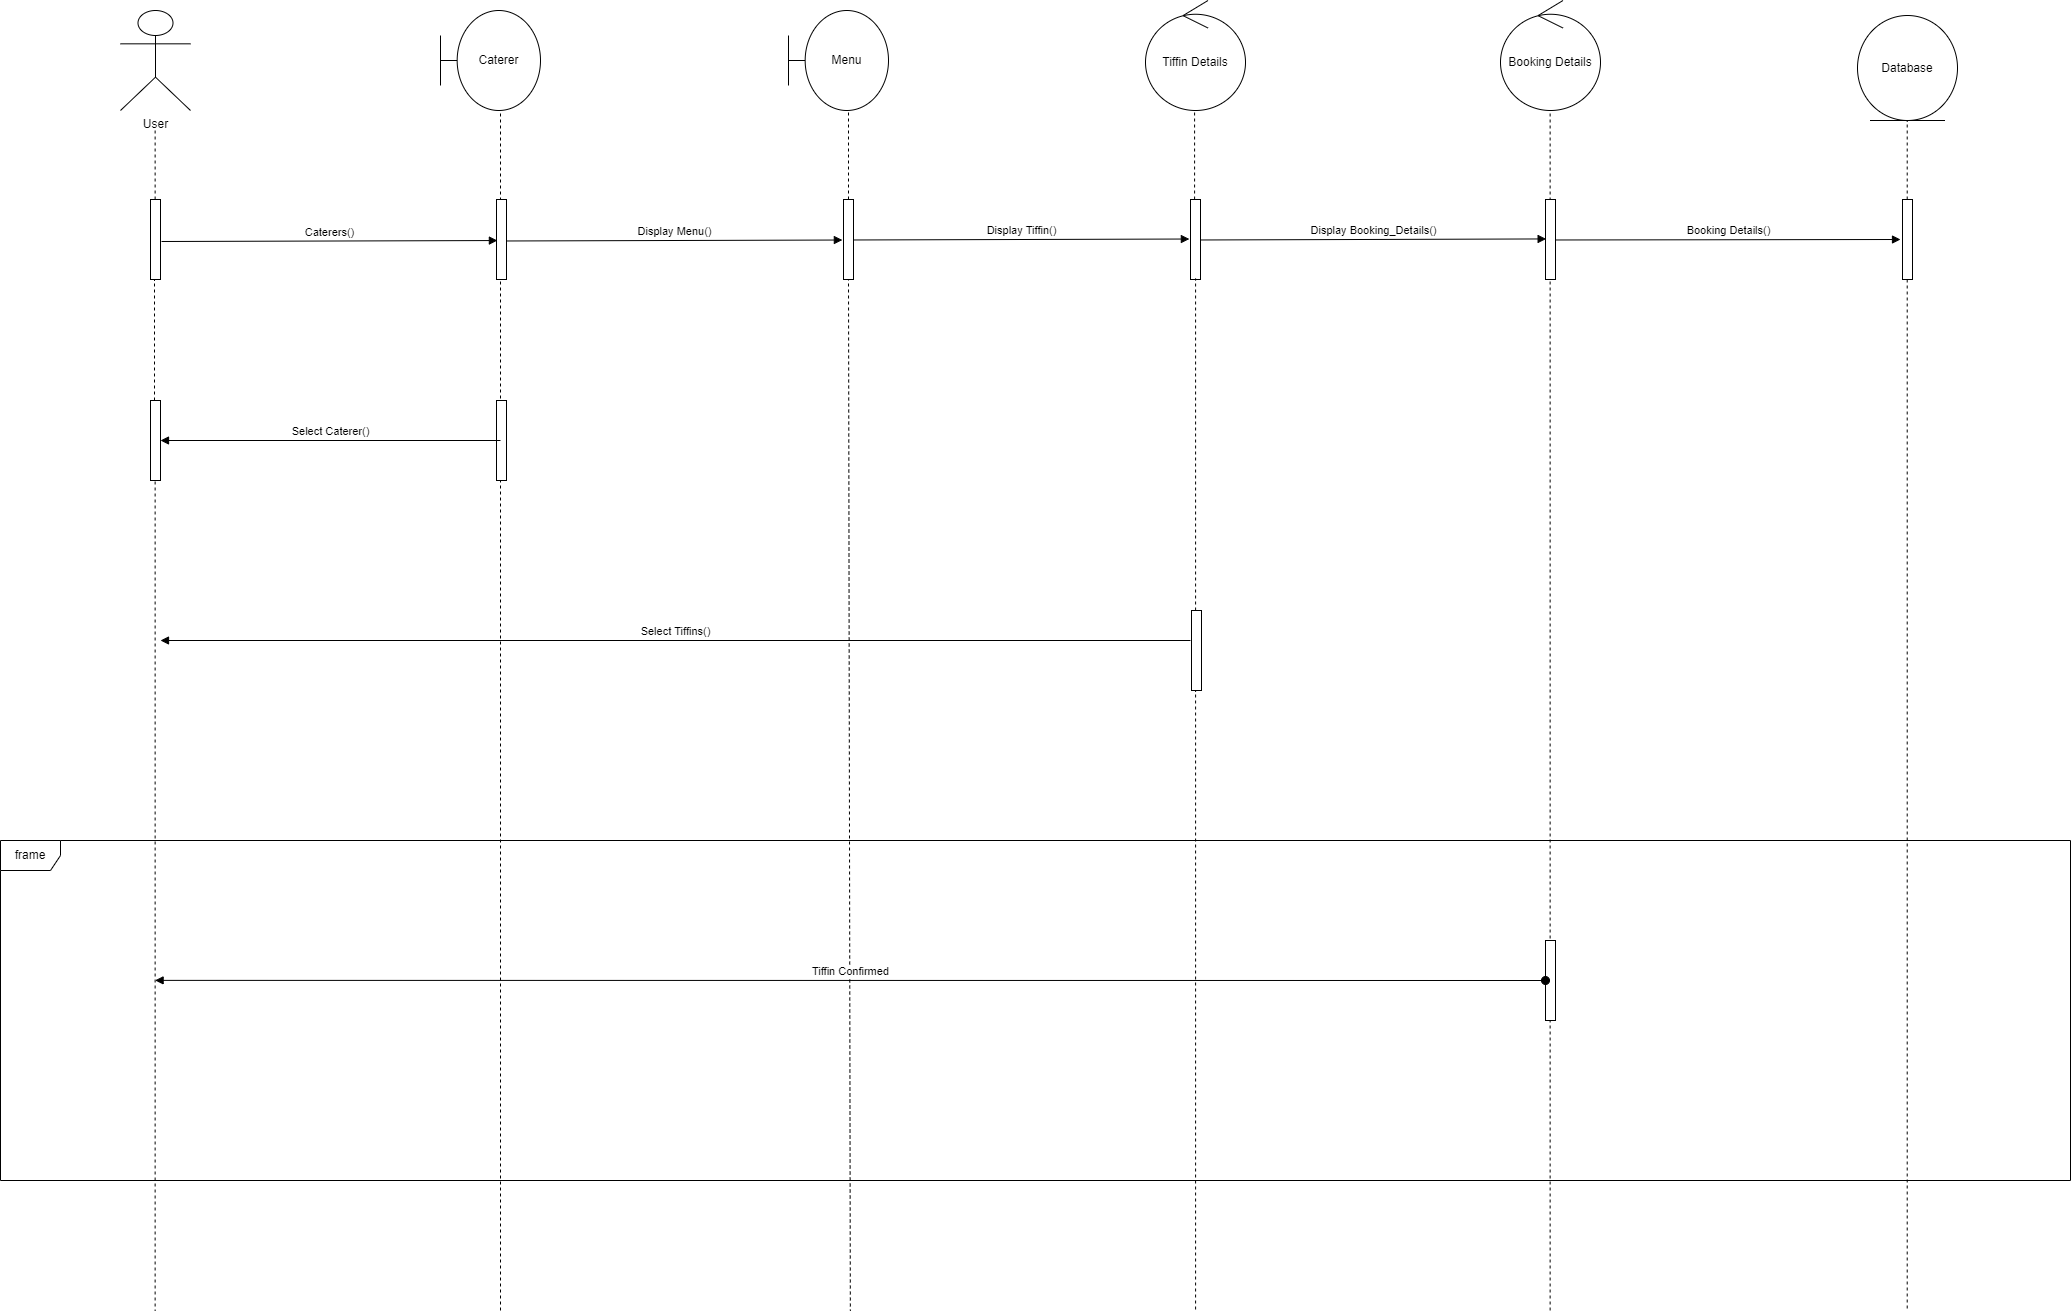 Caterer
Menu
Tiffin Details
Booking Details
Database
User
Caterers()
Display Menu()
Display Tiffin()
Display Booking_Details()
Booking Details()
Select Caterer()
Select Tiffins()
frame
Tiffin Confirmed